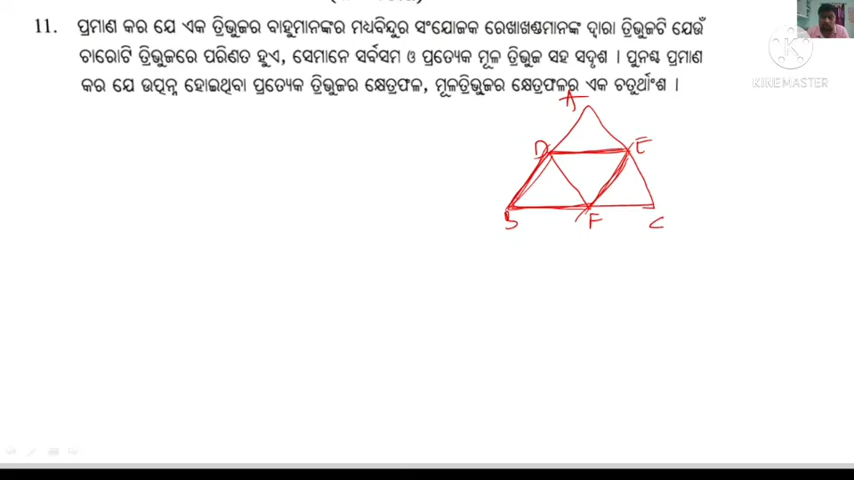 11. ପ୍ରମାଣ କର ଯେ ଏକ ତ୍ରିଭୁଜର ବାହୁମାନଙ୍କର ମଧ୍ୟବିନ୍ଦୁର ସଂଯୋଜକ ରେଖାଖଣ୍ଡମାନଙ୍କ ଦ୍ୱାରା ତ୍ରିଭୁଜଟି ଯେଉଁ
ଚାରୋଟି ତ୍ରିଭୁଜରେ ପରିଣତ ହୁଏ, ସେମାନେ ସର୍ବସମ ଓ ପ୍ରତ୍ୟେକ ମୂଳ ତ୍ରିଭୁଜ ସହ ସଦୃଶ । ପୁନଶ୍ଚ ପ୍ରମାଣ
କର ଯେ ଉତ୍ପନ୍ନ ହୋଇଥିବା ପ୍ରତ୍ୟେକ ତ୍ରିଭୁଜର କ୍ଷେତ୍ରଫଳ, ମୂଳତ୍ରିଭୁଜର କ୍ଷେତ୍ରଫଳର ଏକ ଚତୁର୍ଥାଂଶ ।
K
KINEMASTER
A
D E
B F C